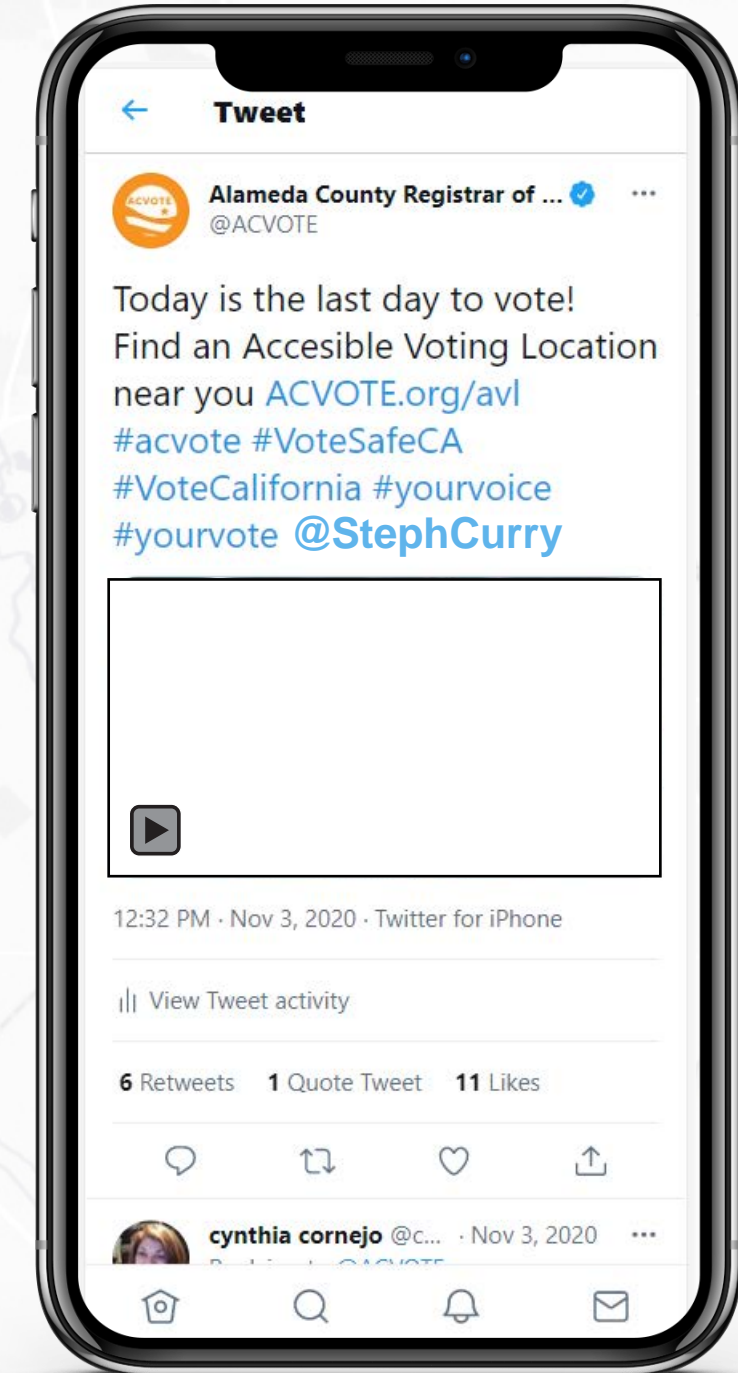 Tweet
ACVOTE
Alameda County Registrar of ...
@ACVOTE
Today is the last day to vote!
Find an Accesible Voting Location
near you ACVOTE.org/avl
#acvote #VoteSafeCA
#VoteCalifornia #yourvoice
#yourvote @StephCurry
12:32 PM · Nov 3, 2020 · Twitter for iPhone
View Tweet activity
6 Retweets 1 Quote Tweet 11 Likes
cynthia cornejo @c... · Nov 3, 2020